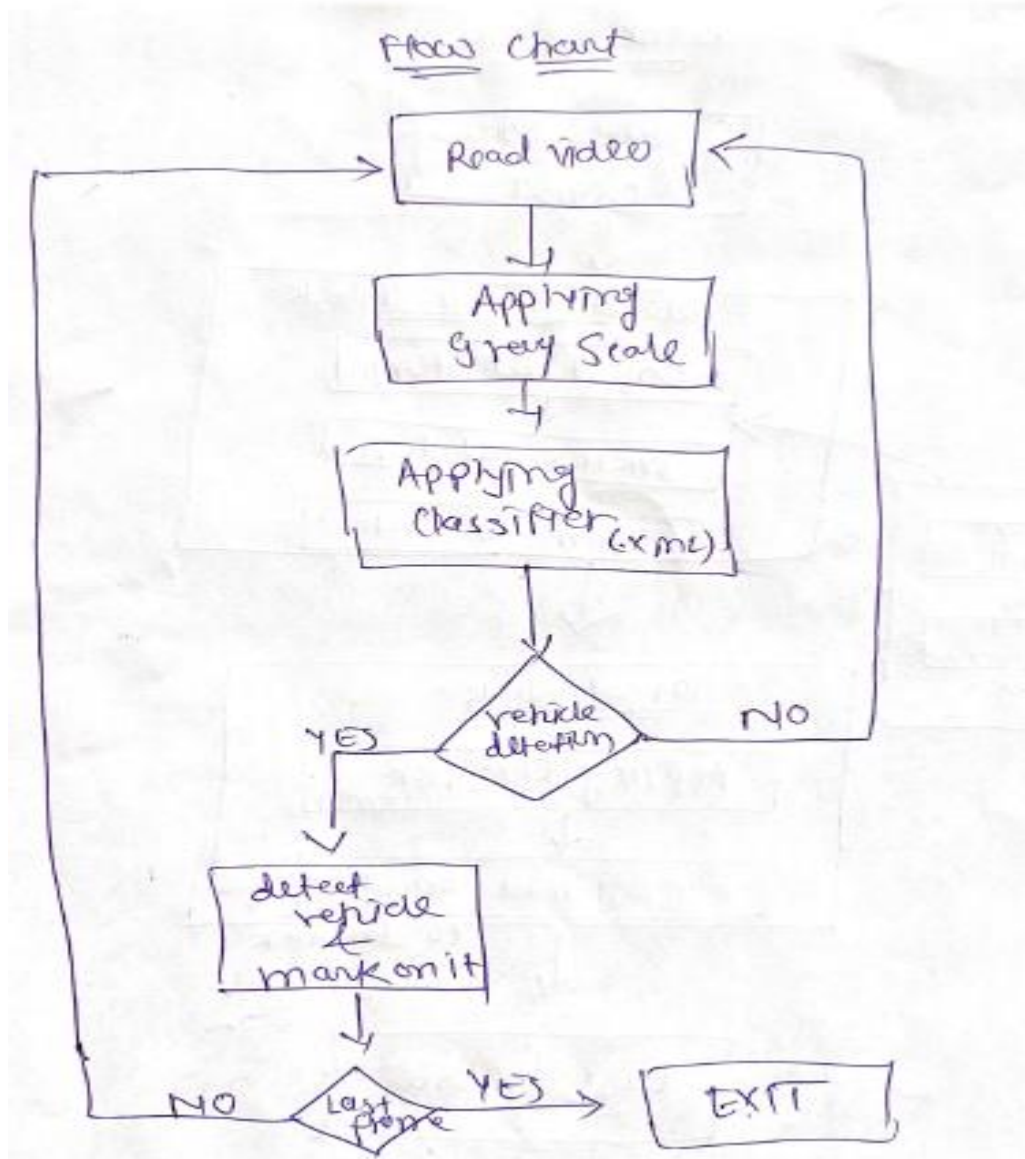 Flow Chart
Read video
Applying
Gray Scale
Applying
Classifier (.xml)
vehicle
detection
YES
NO
detect
vehicle
&
mark on it
Last
frame
NO
YES
EXIT